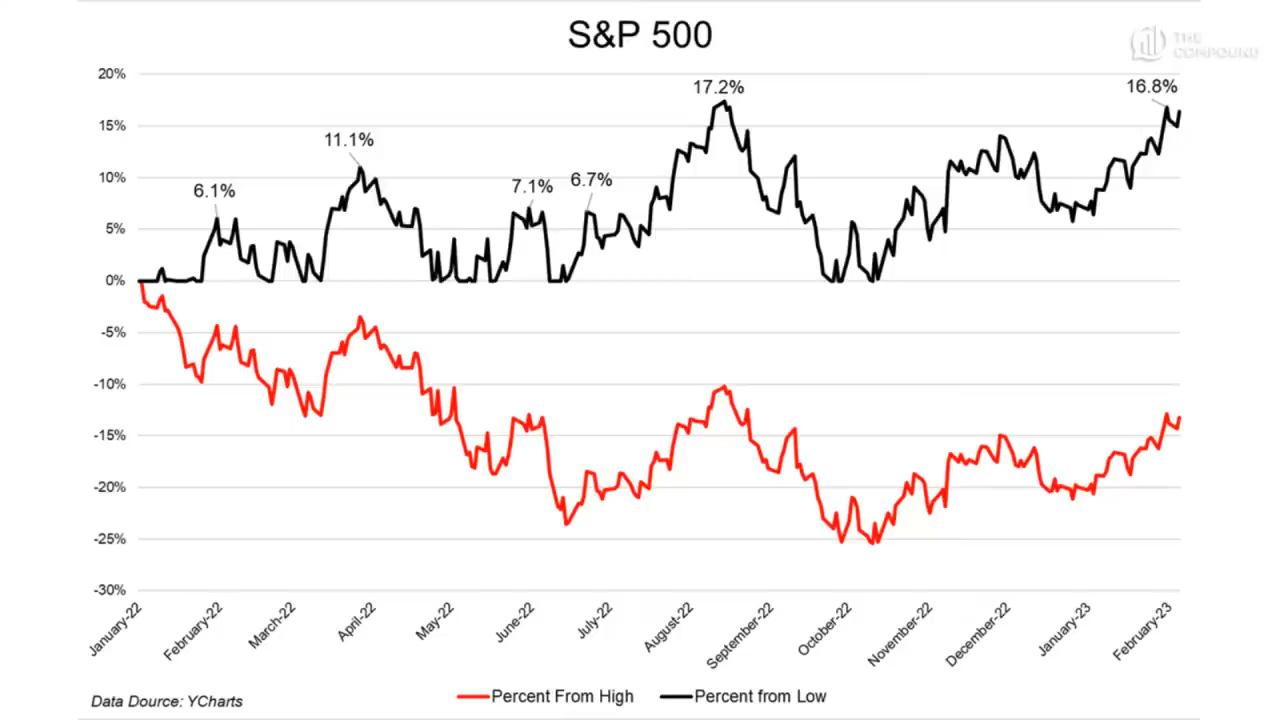 S&P 500
THE
COMPOUND
20%
15%
10%
5%
0%
-5%
-10%
-15%
-20%
-25%
-30%
6.1%
11.1%
7.1%
6.7%
17.2%
16.8%
January-22
February-22
March-22
April-22
May-22
June-22
July-22
August-22
September-22
October-22
November-22
December-22
January-23
February-23
Data Dource: YCharts
Percent From High
Percent from Low